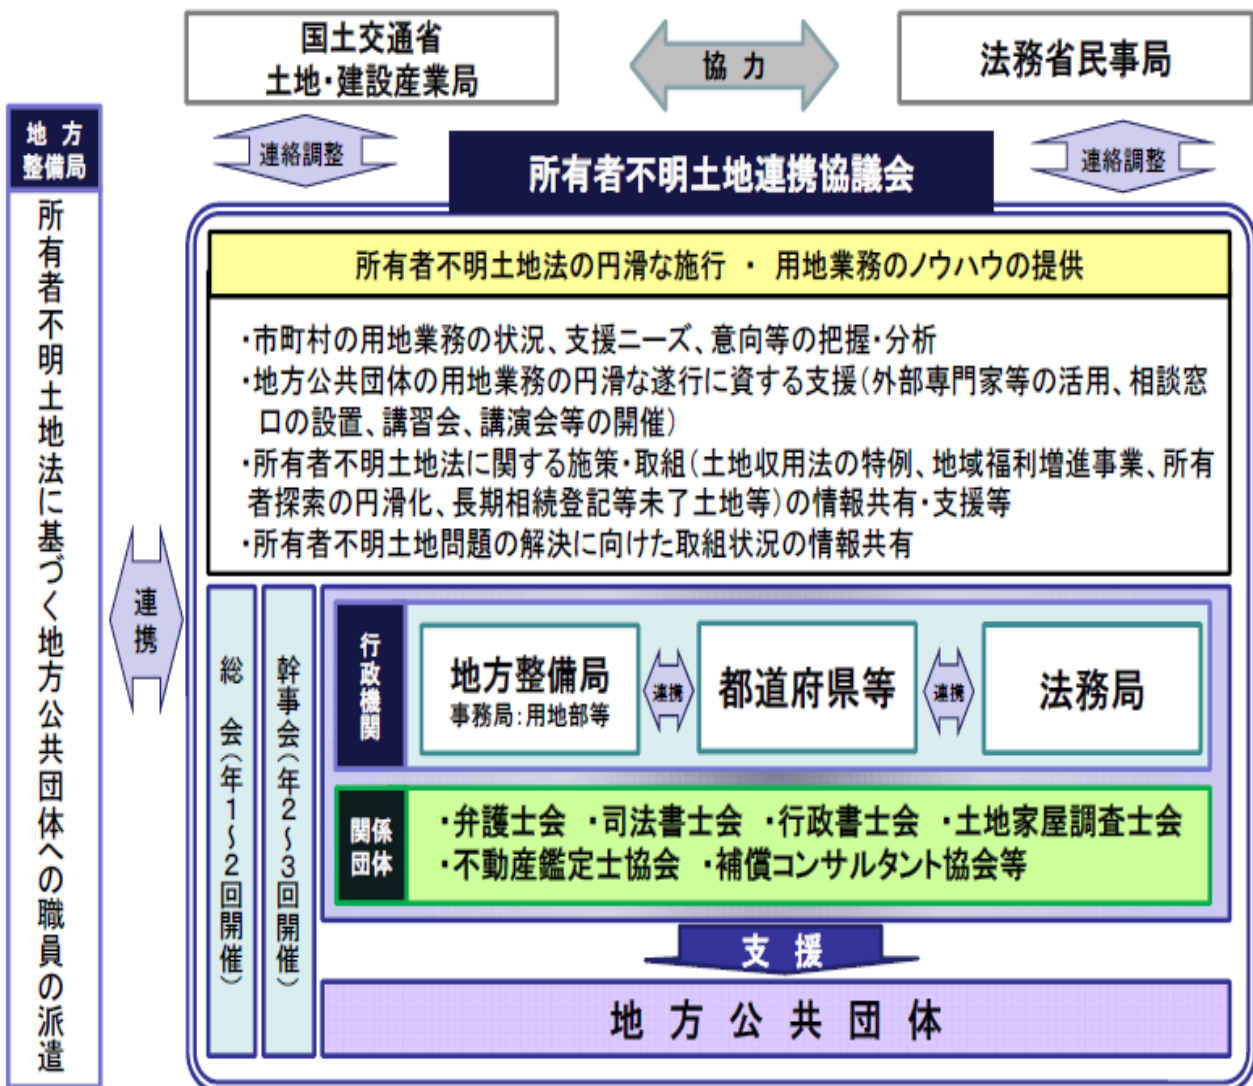 国土交通省
土地・建設産業局
協 力
法務省民事局
連絡調整
連絡調整
地 方
整備局
所有者不明土地法に基づく地方公共団体への職員の派遣
連携
所有者不明土地連携協議会
所有者不明土地法の円滑な施行 ・ 用地業務のノウハウの提供
・市町村の用地業務の状況、支援ニーズ、意向等の把握・分析
・地方公共団体の用地業務の円滑な遂行に資する支援(外部専門家等の活用、相談窓
口の設置、講習会、講演会等の開催)
・所有者不明土地法に関する施策・取組(土地収用法の特例、地域福利増進事業、所有
者探索の円滑化、長期相続登記等未了土地等)の情報共有・支援等
・所有者不明土地問題の解決に向けた取組状況の情報共有
総 会(年1~2回開催)
幹事会(年2~3回開催)
行政機関
地方整備局
事務局:用地部等
連携
都道府県等
連携
法務局
関係
団体
・弁護士会 ・司法書士会 ・行政書士会 ・土地家屋調査士会
・不動産鑑定士協会 ・補償コンサルタント協会等
支 援
地 方 公 共 団 体